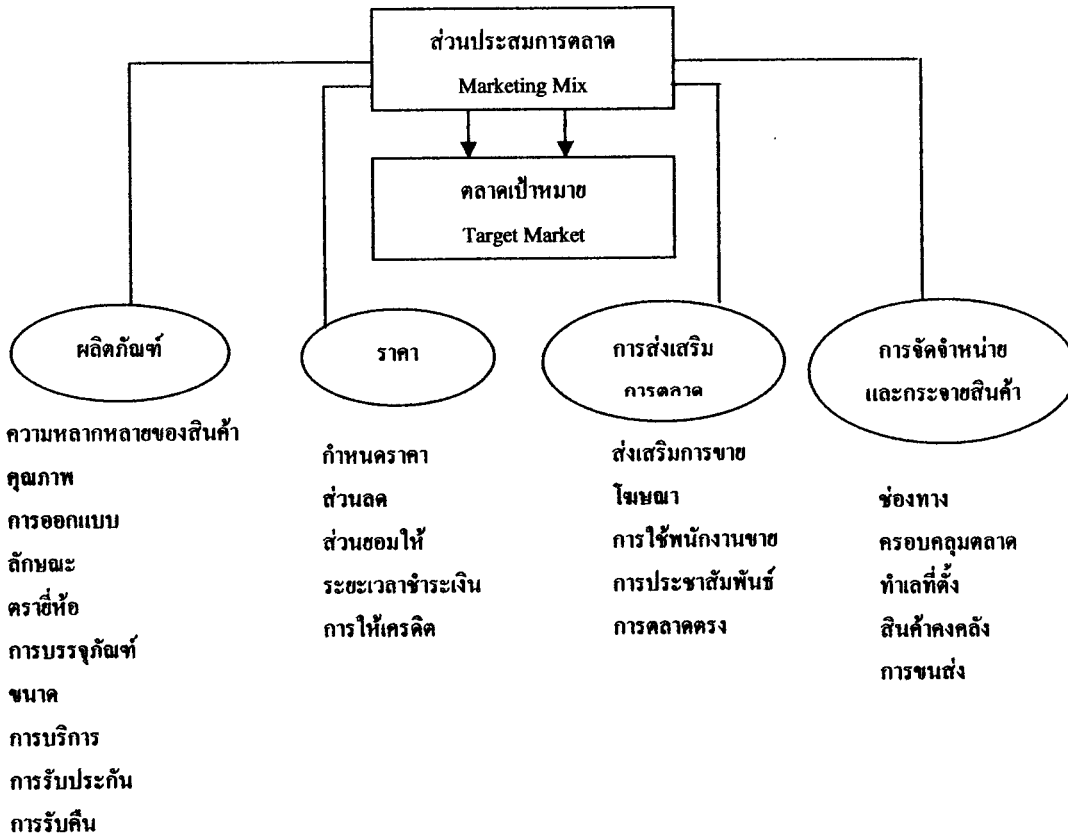 ส่วนประสมการตลาด
Marketing Mix
ตลาดเป้าหมาย
Target Market
ผลิตภัณฑ์
ความหลากหลายของสินค้า
คุณภาพ
การออกแบบ
ลักษณะ
ตรายี่ห้อ
การบรรจุภัณฑ์
ขนาด
การบริการ
การรับประกัน
การรับคืน
ราคา
กำหนดราคา
ส่วนลด
ส่วนยอมให้
ระยะเวลาชำระเงิน
การให้เครดิต
การส่งเสริม
การตลาด
ส่งเสริมการขาย
โฆษณา
การใช้พนักงานขาย
การประชาสัมพันธ์
การตลาดตรง
การจัดจำหน่าย
และกระจายสินค้า
ช่องทาง
ครอบคลุมตลาด
ทำเลที่ตั้ง
สินค้าคงคลัง
การขนส่ง